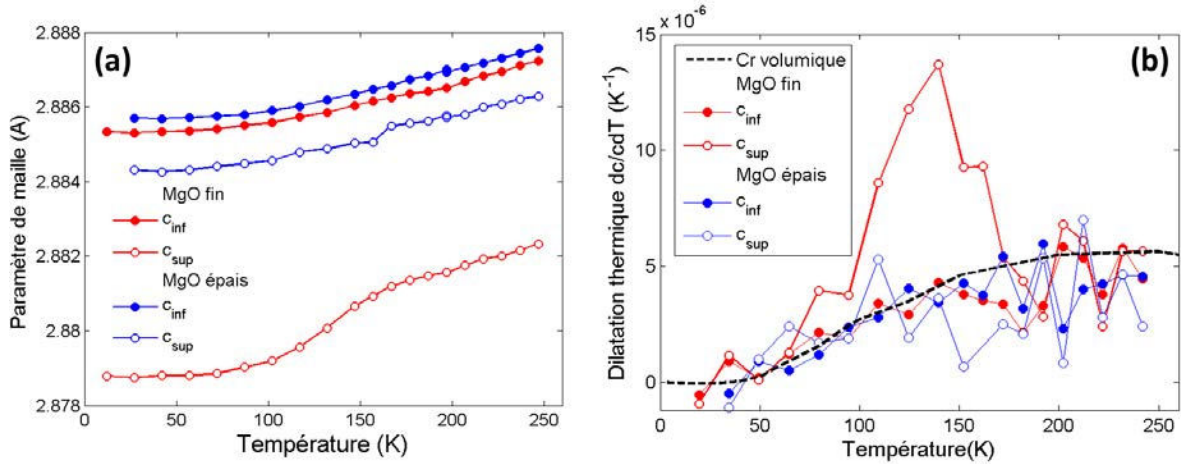 (a)
Paramètre de maille (A)
2.888
2.886
2.884
2.882
2.88
2.878
MgO fin
c_inf
c_sup
MgO épais
c_inf
c_sup
0 50 100 150 200 250
Température (K)
(b)
x 10^-6
Dilatation thermique dc/cdT (K^-1)
15
10
5
0
Cr volumique
MgO fin
c_inf
c_sup
MgO épais
c_inf
c_sup
0 50 100 150 200 250
Température(K)